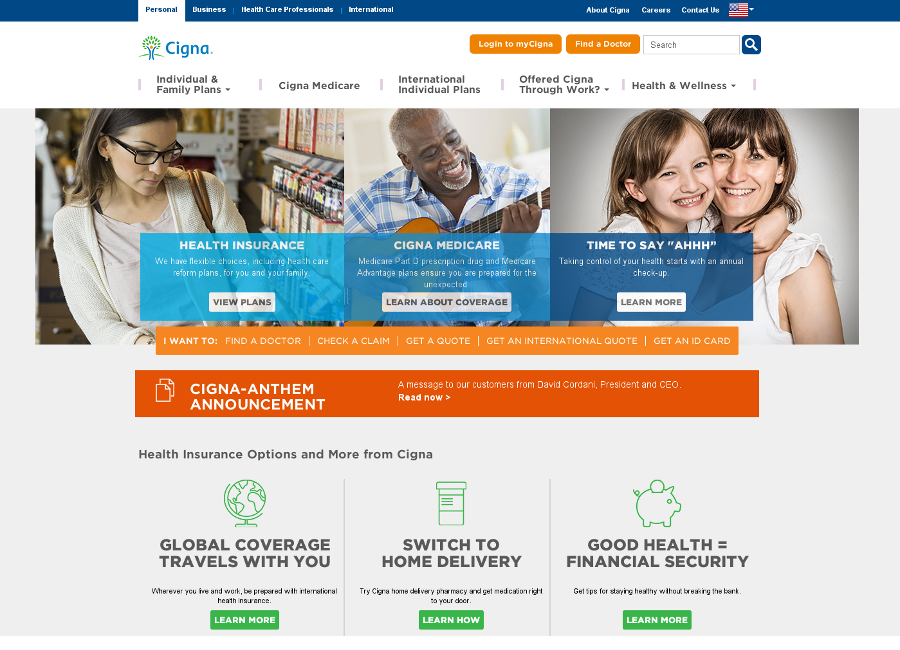 Personal
Business
Health Care Professionals
International
About Cigna
Careers
Contact Us
Cigna
Login to myCigna
Find a Doctor
Search
Individual &
Family Plans
Cigna Medicare
International
Individual Plans
Offered Cigna
Through Work?
Health & Wellness
HEALTH INSURANCE
We have flexible choices, including health care
reform plans, for you and your family.
VIEW PLANS
CIGNA MEDICARE
Medicare Part D prescription drug and Medicare
Advantage plans ensure you are prepared for the
unexpected
LEARN ABOUT COVERAGE
TIME TO SAY "AHHH"
Taking control of your health starts with an annual
check-up.
LEARN MORE
I WANT TO: FIND A DOCTOR | CHECK A CLAIM | GET A QUOTE | GET AN INTERNATIONAL QUOTE | GET AN ID CARD
CIGNA-ANTHEM
ANNOUNCEMENT
A message to our customers from David Cordani, President and CEO.
Read now >
Health Insurance Options and More from Cigna
GLOBAL COVERAGE
TRAVELS WITH YOU
Wherever you live and work, be prepared with international
health insurance.
LEARN MORE
SWITCH TO
HOME DELIVERY
Try Cigna home delivery pharmacy and get medication right
to your door.
LEARN HOW
GOOD HEALTH =
FINANCIAL SECURITY
Get tips for staying healthy without breaking the bank.
LEARN MORE